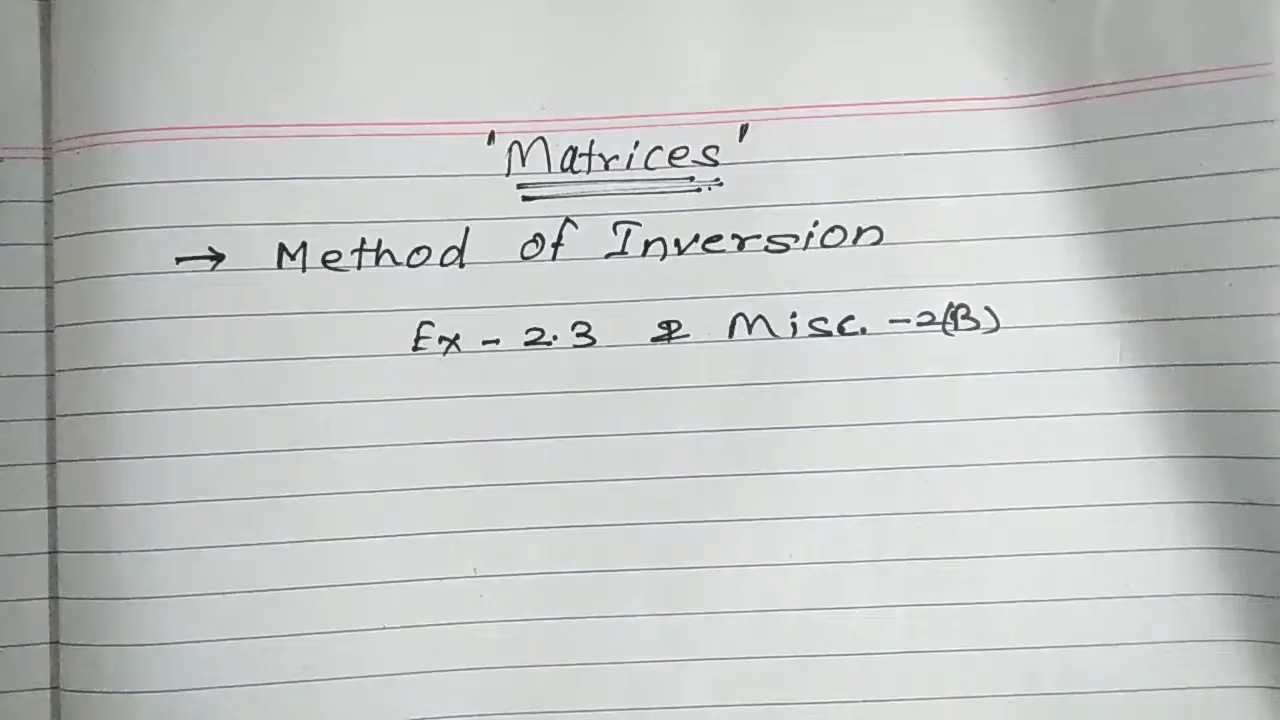 'Matrices'
→ Method of Inversion
Ex - 2.3 & Misc. -2(B)